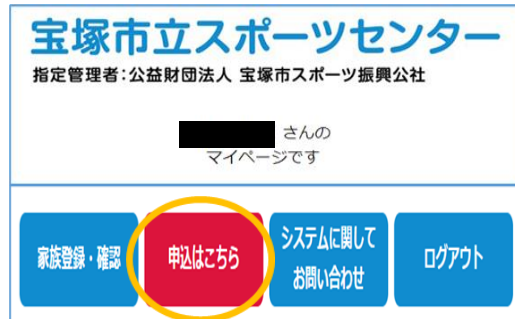 宝塚市立スポーツセンター
指定管理者:公益財団法人 宝塚市スポーツ振興公社
さんの
マイページです
家族登録・確認
申込はこちら
システムに関して
お問い合わせ
ログアウト